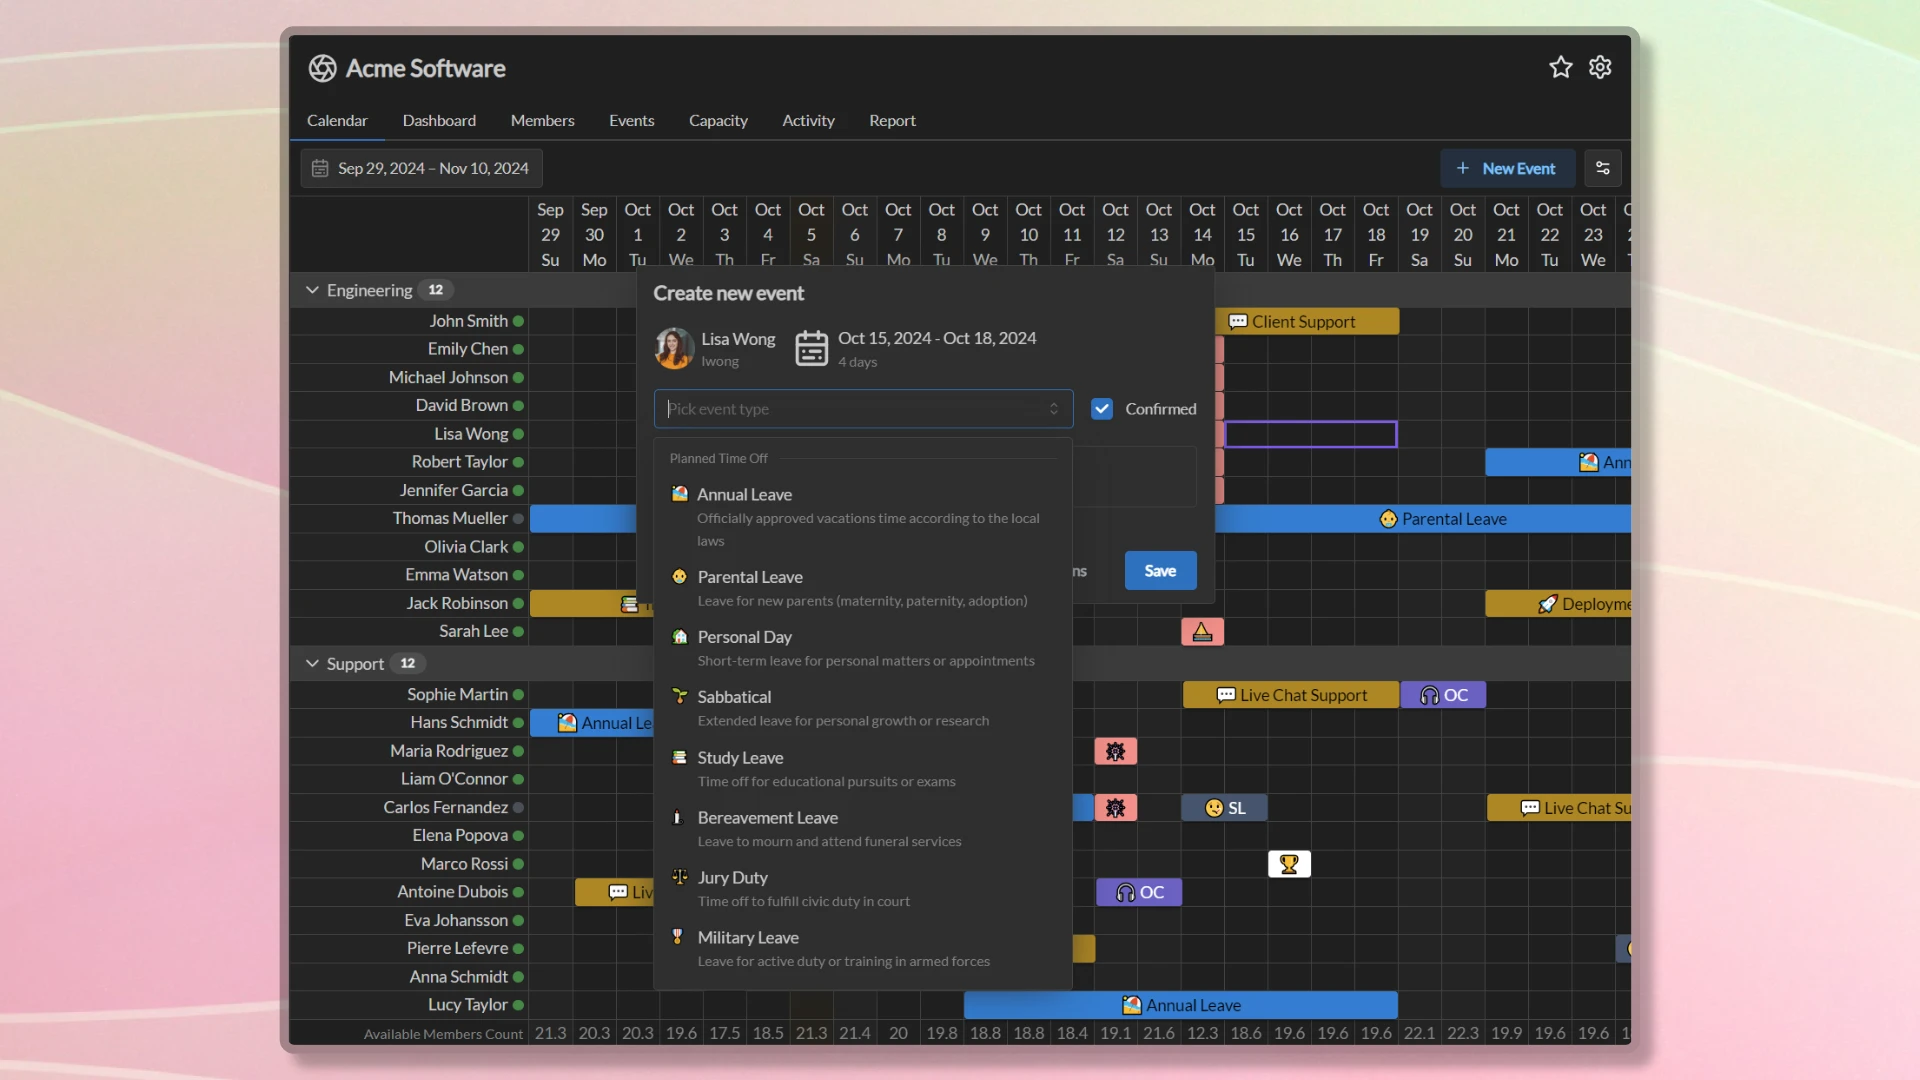 Acme Software
Calendar Dashboard Members Events Capacity Activity Report
Sep 29, 2024 – Nov 10, 2024
+ New Event
Sep Sep Oct Oct Oct Oct Oct Oct Oct Oct Oct Oct Oct Oct Oct Oct Oct Oct Oct Oct Oct Oct Oct Oct Oct
29 30 1 2 3 4 5 6 7 8 9 10 11 12 13 14 15 16 17 18 19 20 21 22 23
Su Mo Tu We Th Fr Sa Su Mo Tu We Th Fr Sa Su Mo Tu We Th Fr Sa Su Mo Tu We
Engineering 12
Create new event
John Smith
Client Support
Lisa Wong
lwong
Oct 15, 2024 - Oct 18, 2024
4 days
Emily Chen
Michael Johnson
David Brown
Pick event type
Confirmed
Lisa Wong
Robert Taylor
Ann
Planned Time Off
Jennifer Garcia
Annual Leave
Officially approved vacations time according to the local
laws
Thomas Mueller
Parental Leave
Olivia Clark
Emma Watson
Parental Leave
Leave for new parents (maternity, paternity, adoption)
ns
Save
Jack Robinson
Deployme
Sarah Lee
Personal Day
Short-term leave for personal matters or appointments
Support 12
Sophie Martin
Sabbatical
Extended leave for personal growth or research
Live Chat Support
OC
Hans Schmidt
Annual Le
Maria Rodriguez
Study Leave
Time off for educational pursuits or exams
Liam O'Connor
Carlos Fernandez
SL
Live Chat Su
Bereavement Leave
Leave to mourn and attend funeral services
Elena Popova
Marco Rossi
Jury Duty
Time off to fulfill civic duty in court
Antoine Dubois
Liv
OC
Eva Johansson
Pierre Lefevre
Military Leave
Leave for active duty or training in armed forces
Anna Schmidt
Lucy Taylor
Annual Leave
Available Members Count 21.3 20.3 20.3 19.6 17.5 18.5 21.3 21.4 20 19.8 18.8 18.8 18.4 19.1 21.6 12.3 18.6 19.6 19.6 19.6 22.1 22.3 19.9 19.6 19.6